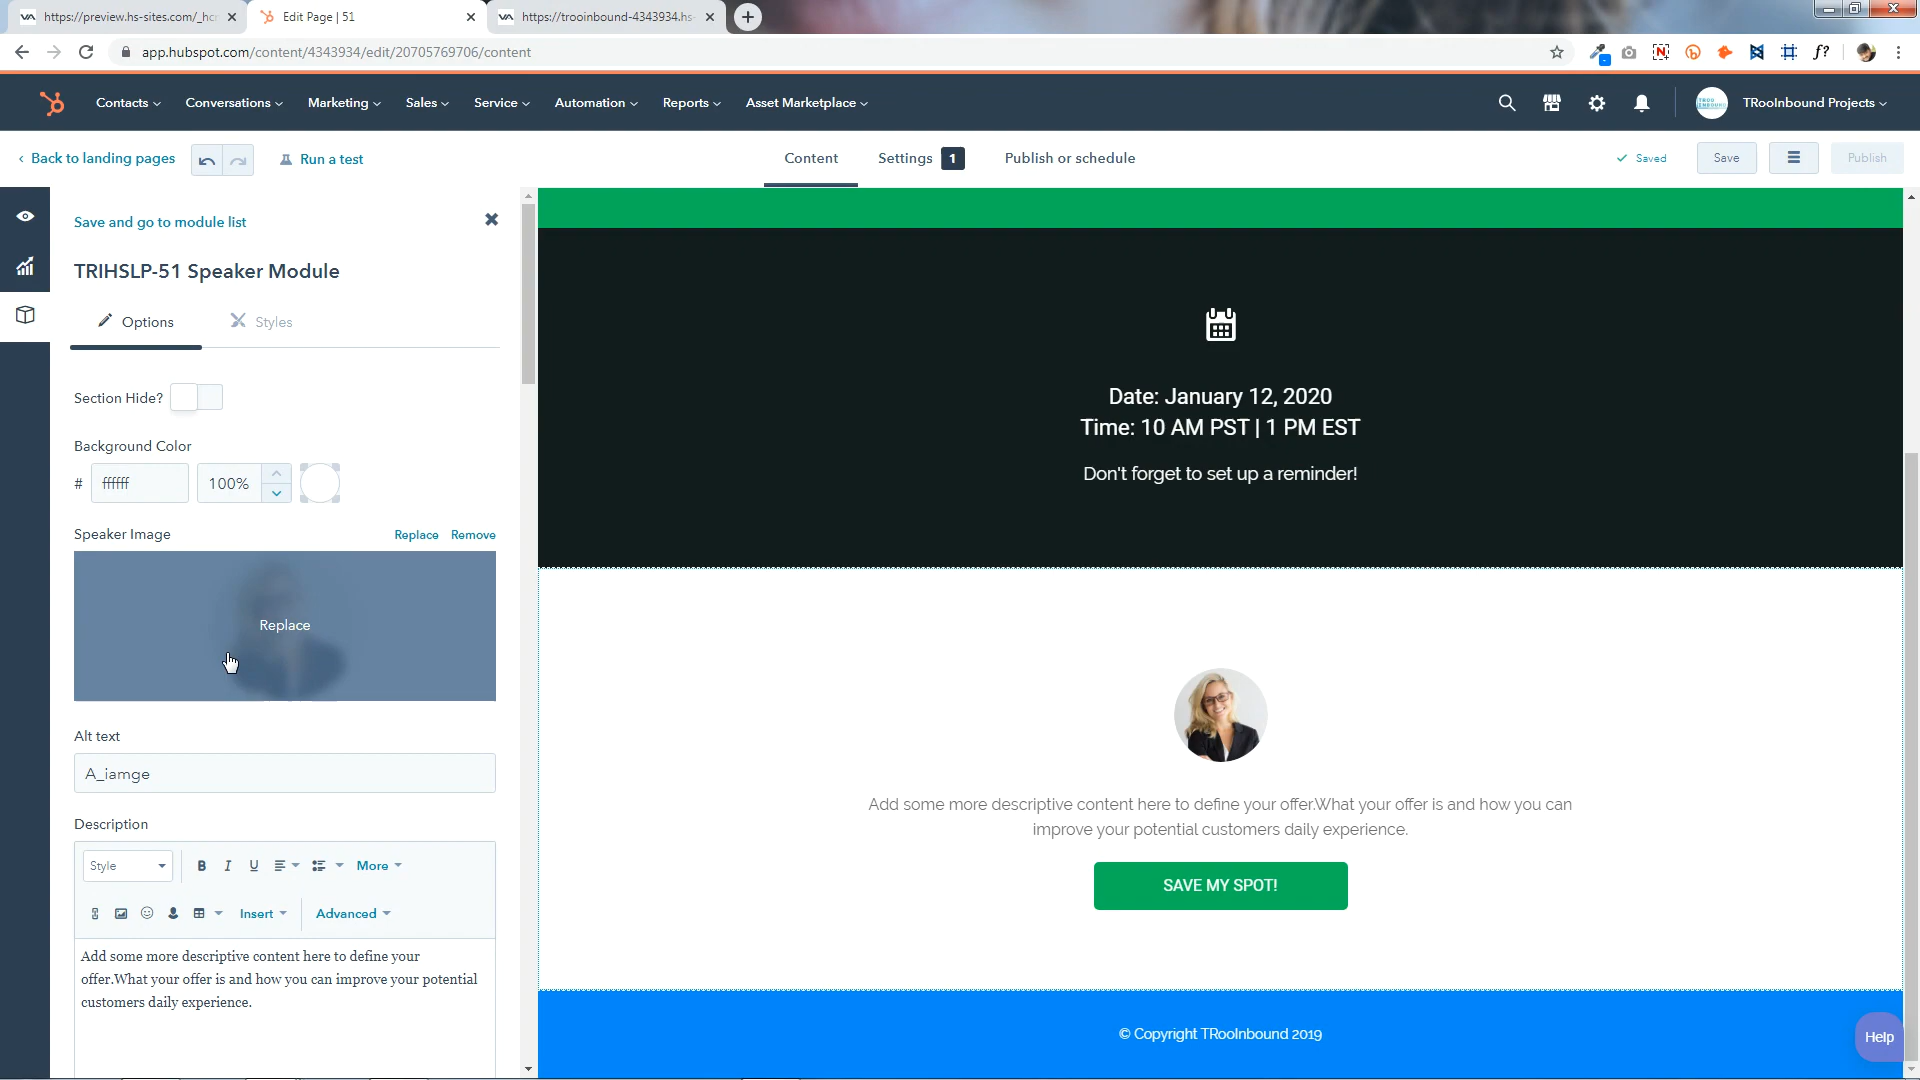 https://preview.hs-sites.com/_hcm
Edit Page | 51
https://trooinbound-4343934.hs-
app.hubspot.com/content/4343934/edit/20705769706/content
f?
Contacts
Conversations
Marketing
Sales
Service
Automation
Reports
Asset Marketplace
TRooInbound Projects
Back to landing pages
Run a test
Content
Settings 1
Publish or schedule
Saved
Save
Publish
Save and go to module list
TRIHSLP-51 Speaker Module
Options
Styles
Section Hide?
Background Color
# ffffff 100%
Speaker Image
Replace Remove
Replace
Alt text
A_iamge
Description
Style
B I U
More
Insert
Advanced
Add some more descriptive content here to define your
offer.What your offer is and how you can improve your potential
customers daily experience.
Date: January 12, 2020
Time: 10 AM PST | 1 PM EST
Don't forget to set up a reminder!
Add some more descriptive content here to define your offer.What your offer is and how you can
improve your potential customers daily experience.
SAVE MY SPOT!
© Copyright TRooInbound 2019
Help